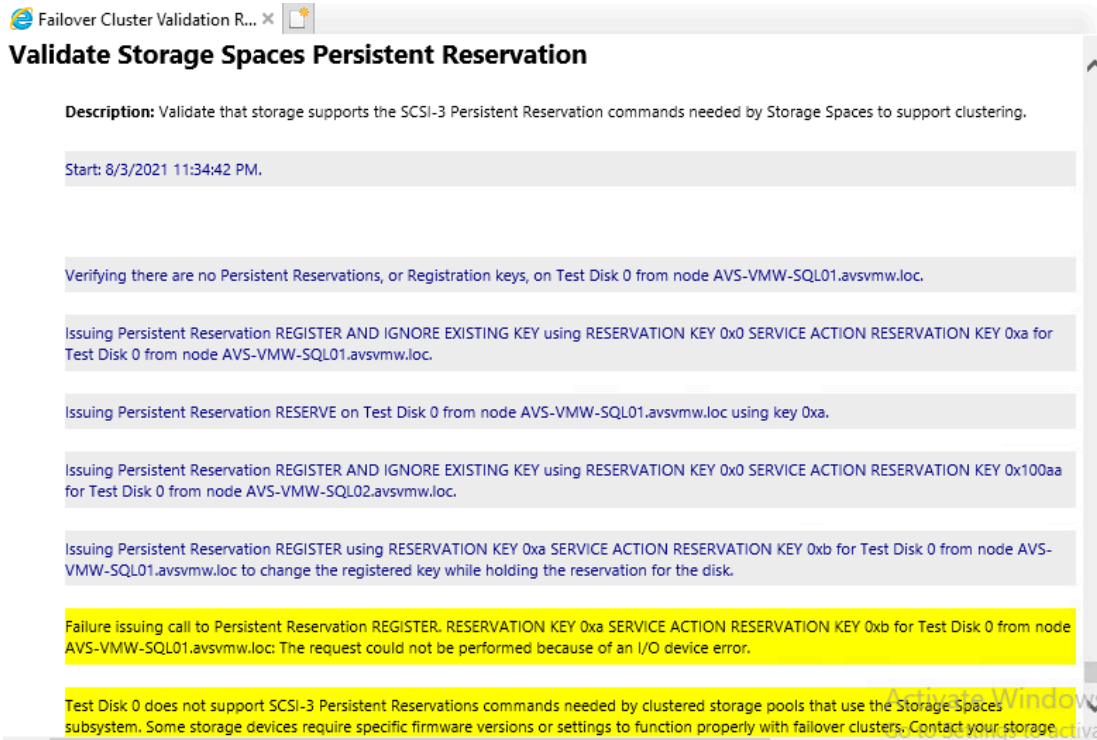 Failover Cluster Validation R...
Validate Storage Spaces Persistent Reservation
Description: Validate that storage supports the SCSI-3 Persistent Reservation commands needed by Storage Spaces to support clustering.
Start: 8/3/2021 11:34:42 PM.
Verifying there are no Persistent Reservations, or Registration keys, on Test Disk 0 from node AVS-VMW-SQL01.avsvmw.loc.
Issuing Persistent Reservation REGISTER AND IGNORE EXISTING KEY using RESERVATION KEY 0x0 SERVICE ACTION RESERVATION KEY 0xa for
Test Disk 0 from node AVS-VMW-SQL01.avsvmw.loc.
Issuing Persistent Reservation RESERVE on Test Disk 0 from node AVS-VMW-SQL01.avsvmw.loc using key 0xa.
Issuing Persistent Reservation REGISTER AND IGNORE EXISTING KEY using RESERVATION KEY 0x0 SERVICE ACTION RESERVATION KEY 0x100aa
for Test Disk 0 from node AVS-VMW-SQL02.avsvmw.loc.
Issuing Persistent Reservation REGISTER using RESERVATION KEY 0xa SERVICE ACTION RESERVATION KEY 0xb for Test Disk 0 from node AVS-
VMW-SQL01.avsvmw.loc to change the registered key while holding the reservation for the disk.
Failure issuing call to Persistent Reservation REGISTER. RESERVATION KEY 0xa SERVICE ACTION RESERVATION KEY 0xb for Test Disk 0 from node
AVS-VMW-SQL01.avsvmw.loc: The request could not be performed because of an I/O device error.
Activate Windows
Test Disk 0 does not support SCSI-3 Persistent Reservations commands needed by clustered storage pools that use the Storage Spaces
subsystem. Some storage devices require specific firmware versions or settings to function properly with failover clusters. Contact your storage
Go to Settings to activa